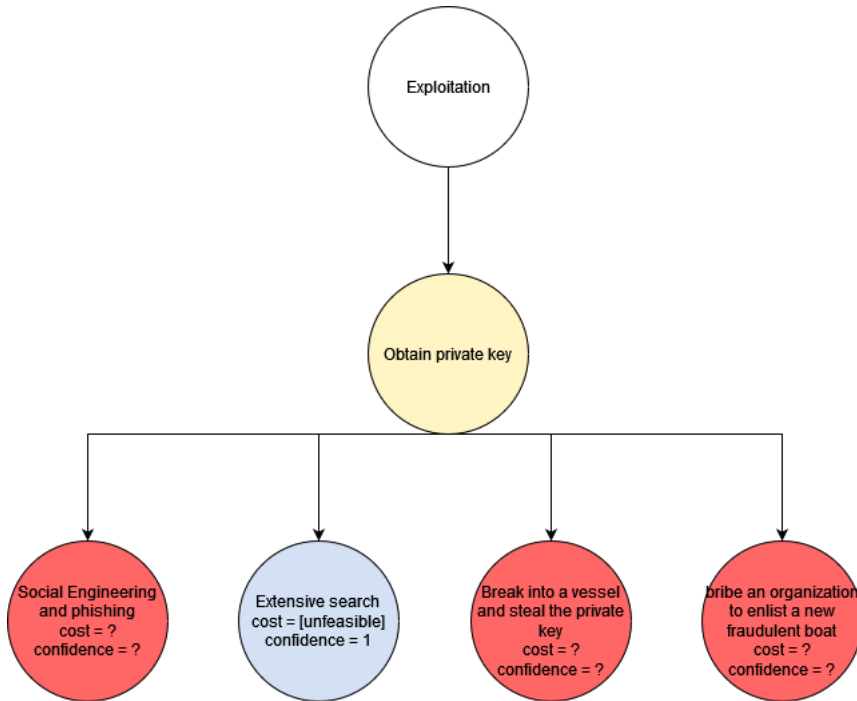 Exploitation
Obtain private key
Social Engineering
and phishing
cost = ?
confidence = ?
Extensive search
cost = [unfeasible]
confidence = 1
Break into a vessel
and steal the private
key
cost = ?
confidence = ?
bribe an organization
to enlist a new
fraudulent boat
cost = ?
confidence = ?